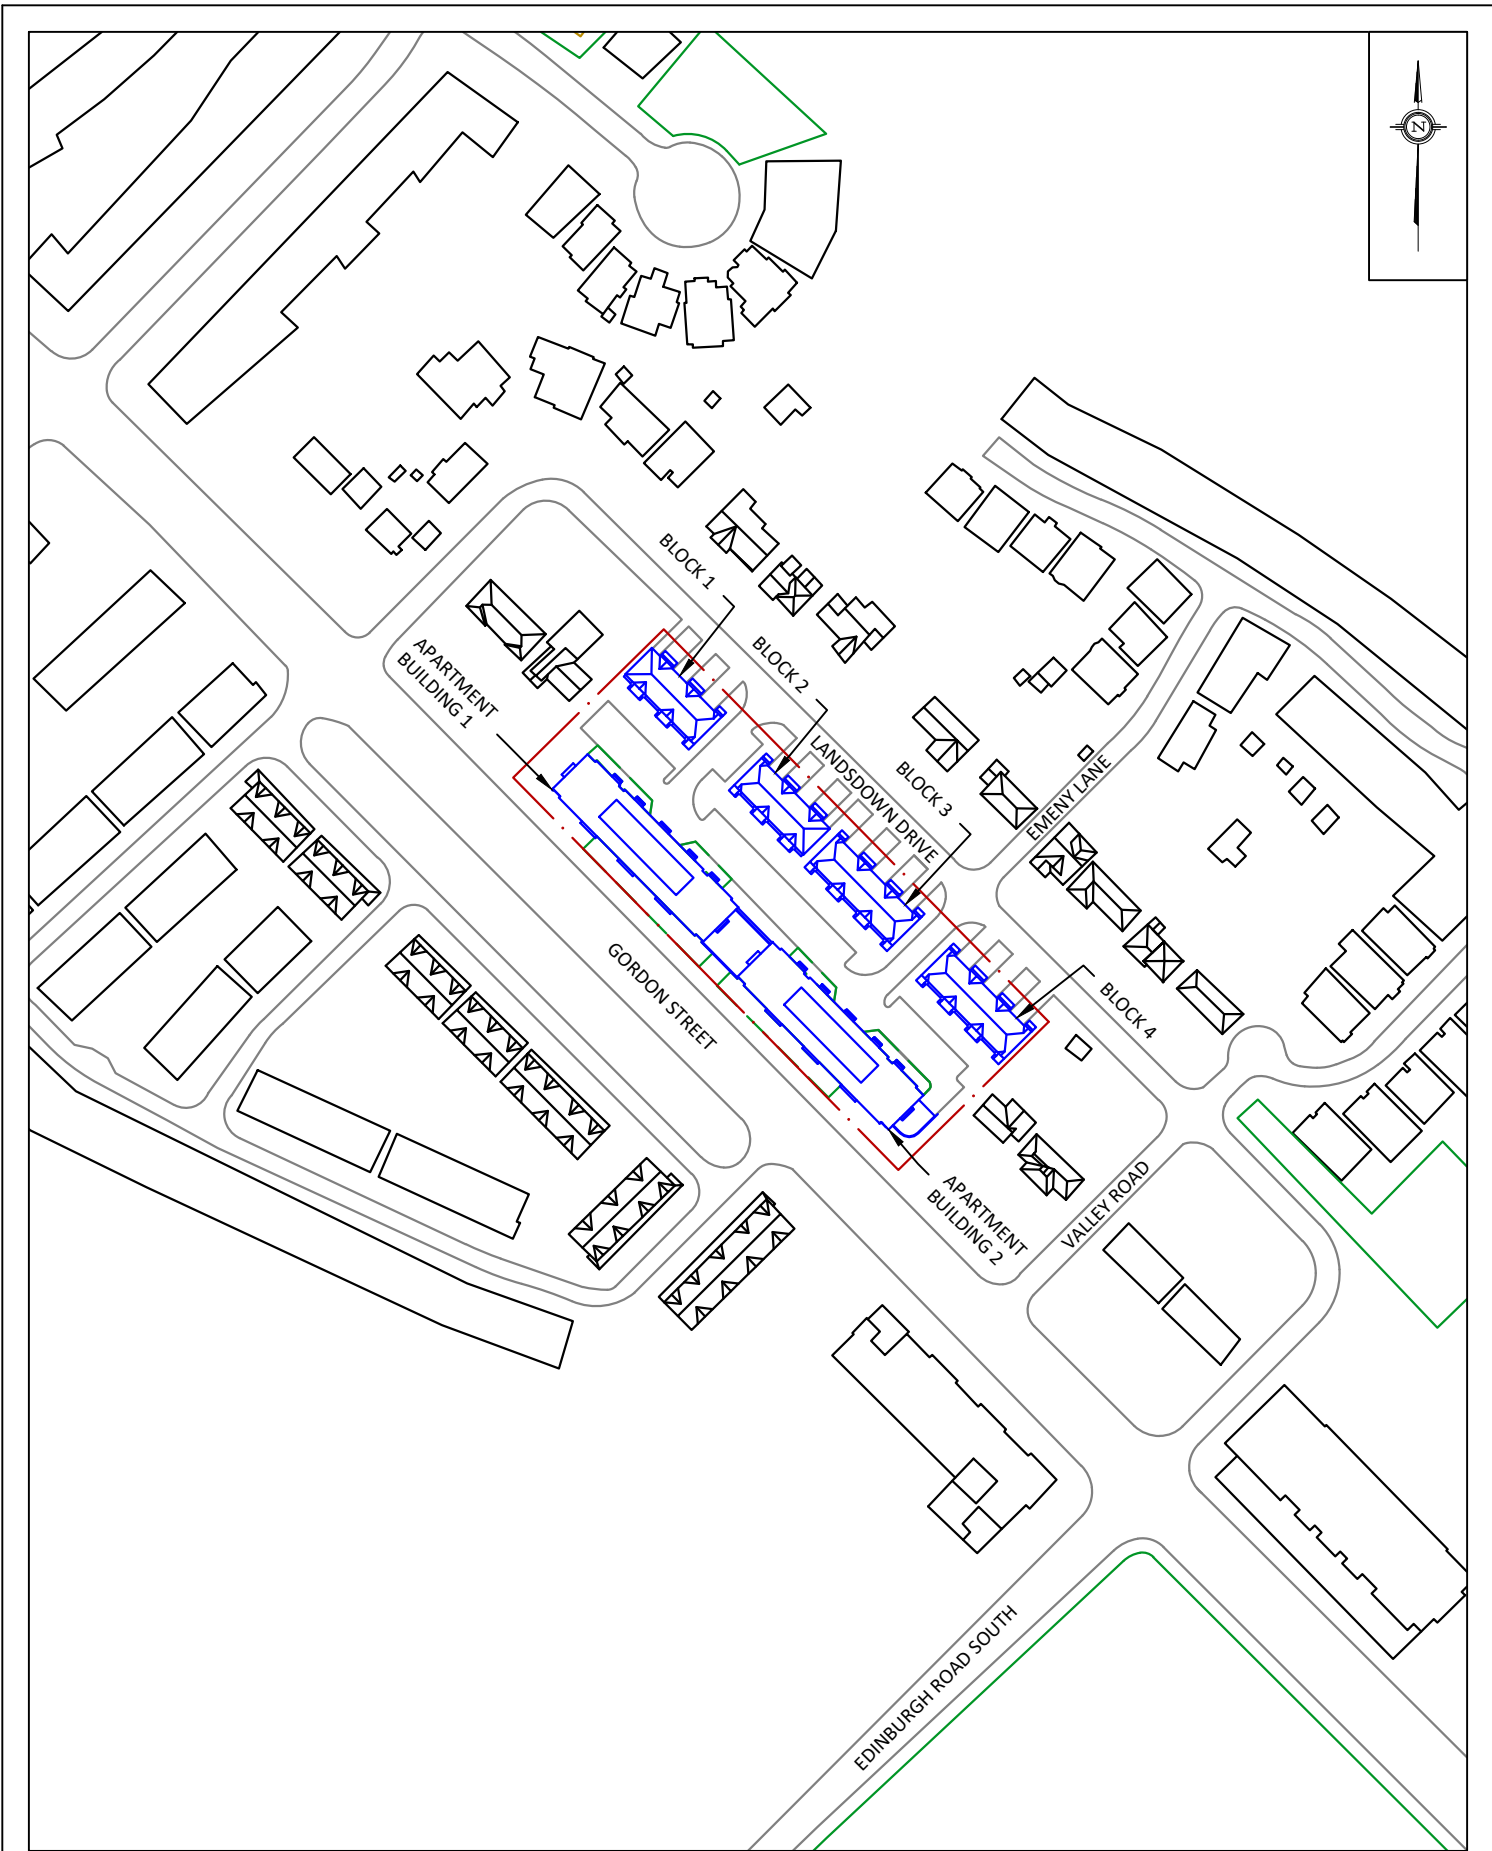 N
BLOCK 1
BLOCK 2
APARTMENT
BUILDING 1
LANDSDOWN DRIVE
BLOCK 3
EMENY LANE
GORDON STREET
BLOCK 4
APARTMENT
BUILDING 2
VALLEY ROAD
EDINBURGH ROAD SOUTH